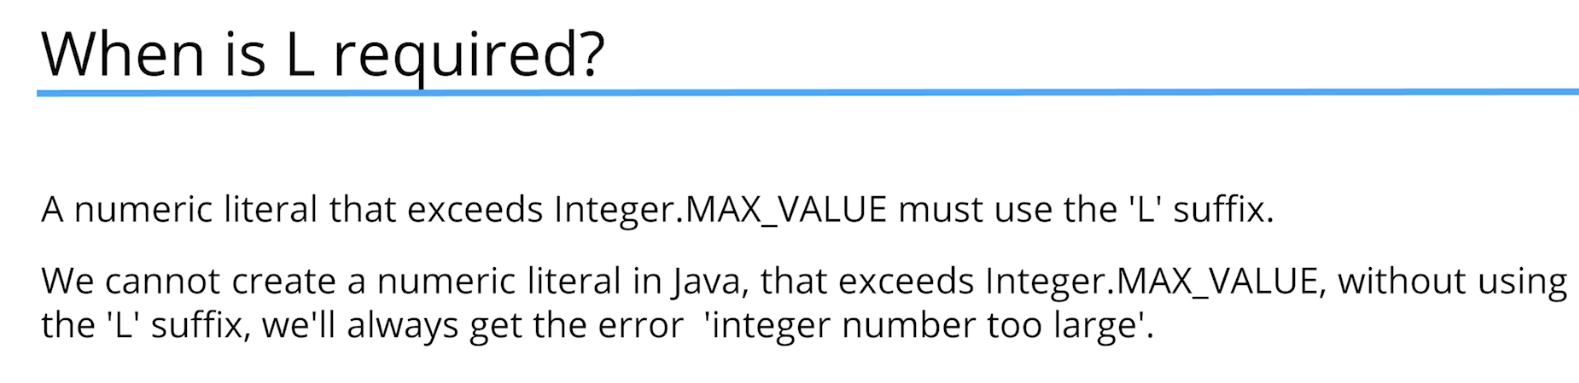 When is L required?
A numeric literal that exceeds Integer.MAX_VALUE must use the 'L' suffix.
We cannot create a numeric literal in Java, that exceeds Integer.MAX_VALUE, without using
the 'L' suffix, we'll always get the error  'integer number too large'.